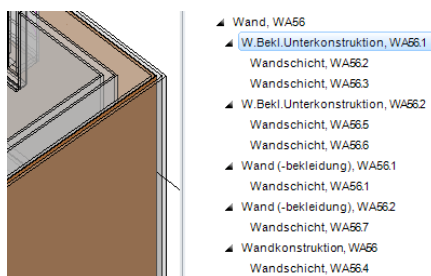 Wand, WA56
W.Bekl.Unterkonstruktion, WA56.1
Wandschicht, WA56.2
Wandschicht, WA56.3
W.Bekl.Unterkonstruktion, WA56.2
Wandschicht, WA56.5
Wandschicht, WA56.6
Wand (-bekleidung), WA56.1
Wandschicht, WA56.1
Wand (-bekleidung), WA56.2
Wandschicht, WA56.7
Wandkonstruktion, WA56
Wandschicht, WA56.4